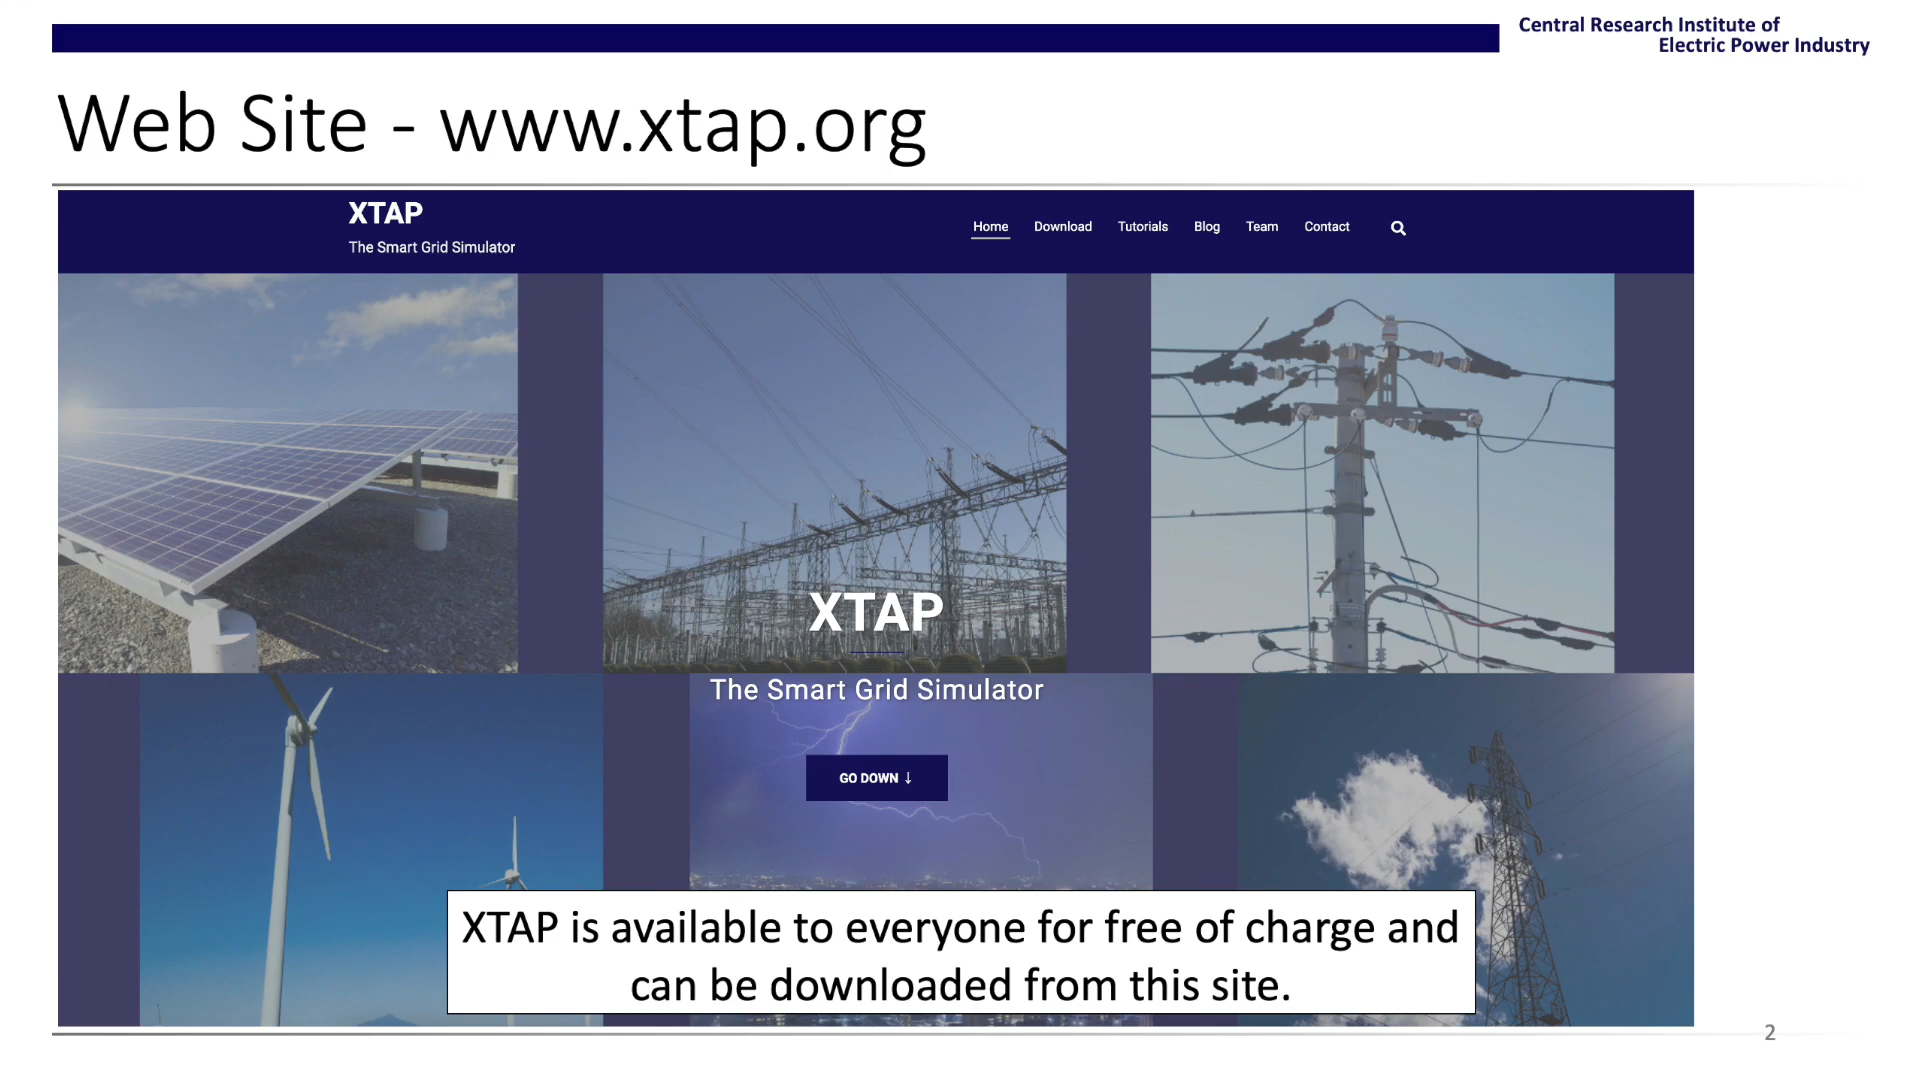 Central Research Institute of
Electric Power Industry
Web Site - www.xtap.org
XTAP
The Smart Grid Simulator
Home Download Tutorials Blog Team Contact
XTAP
The Smart Grid Simulator
GO DOWN ↓
XTAP is available to everyone for free of charge and
can be downloaded from this site.
2